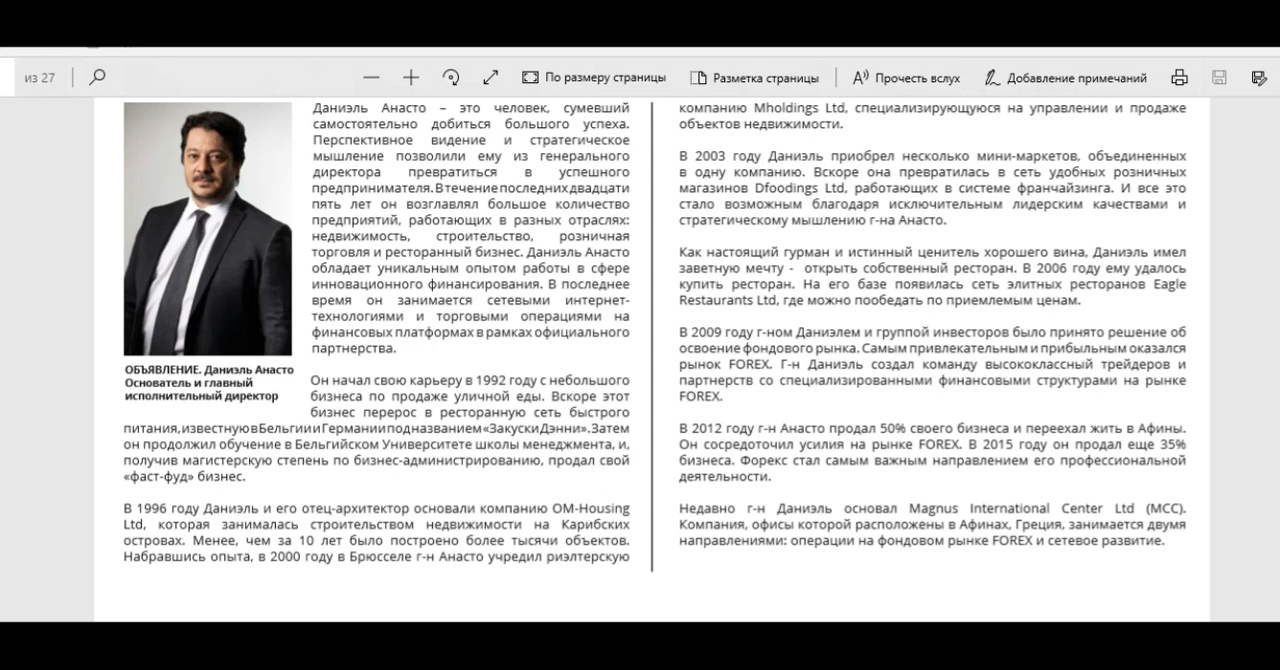 из 27
По размеру страницы
Разметка страницы
Прочесть вслух
Добавление примечаний
Даниэль Анасто – это человек, сумевший
самостоятельно добиться большого успеха.
Перспективное видение и стратегическое
мышление позволили ему из генерального
директора превратиться в успешного
предпринимателя. В течение последних двадцати
пять лет он возглавлял большое количество
предприятий, работающих в разных отраслях:
недвижимость, строительство, розничная
торговля и ресторанный бизнес. Даниэль Анасто
обладает уникальным опытом работы в сфере
инновационного финансирования. В последнее
время он занимается сетевыми интернет-
технологиями и торговыми операциями на
финансовых платформах в рамках официального
партнерства.
ОБЪЯВЛЕНИЕ. Даниэль Анасто
Основатель и главный
исполнительный директор
Он начал свою карьеру в 1992 году с небольшого
бизнеса по продаже уличной еды. Вскоре этот
бизнес перерос в ресторанную сеть быстрого
питания, известную в Бельгии и Германии под названием «Закуски Дэнни». Затем
он продолжил обучение в Бельгийском Университете школы менеджмента, и,
получив магистерскую степень по бизнес-администрированию, продал свой
«фаст-фуд» бизнес.
В 1996 году Даниэль и его отец-архитектор основали компанию OM-Housing
Ltd, которая занималась строительством недвижимости на Карибских
островах. Менее, чем за 10 лет было построено более тысячи объектов.
Набравшись опыта, в 2000 году в Брюсселе г-н Анасто учредил риэлтерскую
компанию Mholdings Ltd, специализирующуюся на управлении и продаже
объектов недвижимости.
В 2003 году Даниэль приобрел несколько мини-маркетов, объединенных
в одну компанию. Вскоре она превратилась в сеть удобных розничных
магазинов Dfoodings Ltd, работающих в системе франчайзинга. И все это
стало возможным благодаря исключительным лидерским качествами и
стратегическому мышлению г-на Анасто.
Как настоящий гурман и истинный ценитель хорошего вина, Даниэль имел
заветную мечту - открыть собственный ресторан. В 2006 году ему удалось
купить ресторан. На его базе появилась сеть элитных ресторанов Eagle
Restaurants Ltd, где можно пообедать по приемлемым ценам.
В 2009 году г-ном Даниэлем и группой инвесторов было принято решение об
освоение фондового рынка. Самым привлекательным и прибыльным оказался
рынок FOREX. Г-н Даниэль создал команду высококлассный трейдеров и
партнерств со специализированными финансовыми структурами на рынке
FOREX.
В 2012 году г-н Анасто продал 50% своего бизнеса и переехал жить в Афины.
Он сосредоточил усилия на рынке FOREX. В 2015 году он продал еще 35%
бизнеса. Форекс стал самым важным направлением его профессиональной
деятельности.
Недавно г-н Даниэль основал Magnus International Center Ltd (MCC).
Компания, офисы которой расположены в Афинах, Греция, занимается двумя
направлениями: операции на фондовом рынке FOREX и сетевое развитие.